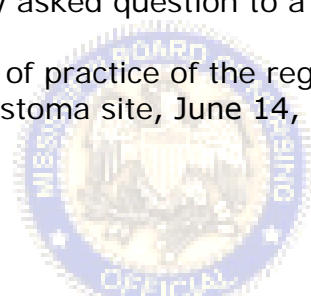 y asked question to a
of practice of the reg
stoma site, June 14,
BOARD
OFFICIAL